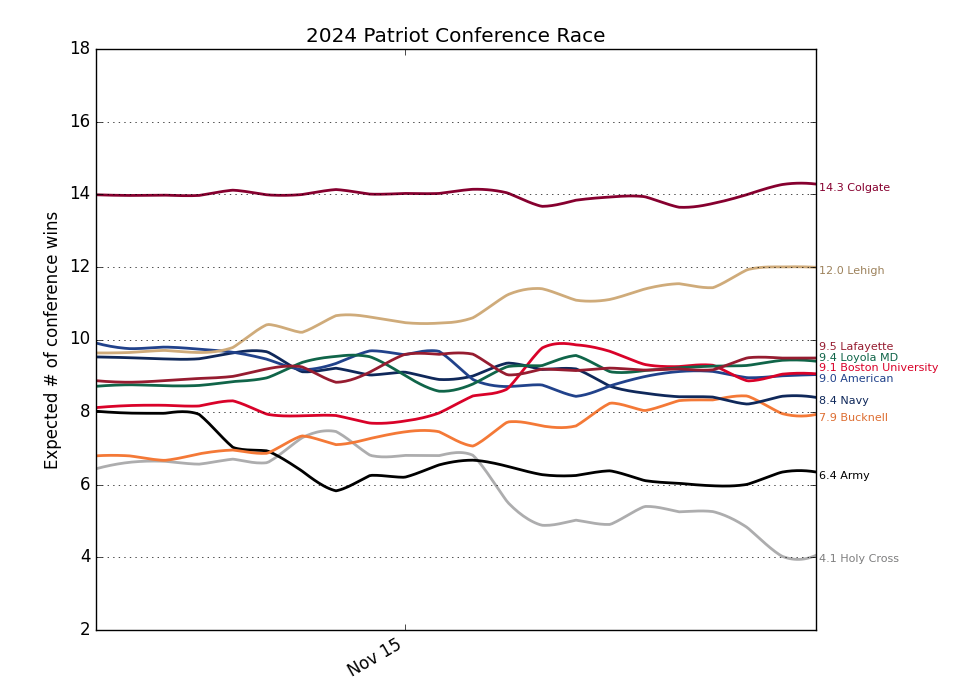 2024 Patriot Conference Race
Expected # of conference wins
18
16
14
12
10
8
6
4
2
Nov 15
14.3 Colgate
12.0 Lehigh
9.5 Lafayette
9.4 Loyola MD
9.1 Boston University
9.0 American
8.4 Navy
7.9 Bucknell
6.4 Army
4.1 Holy Cross